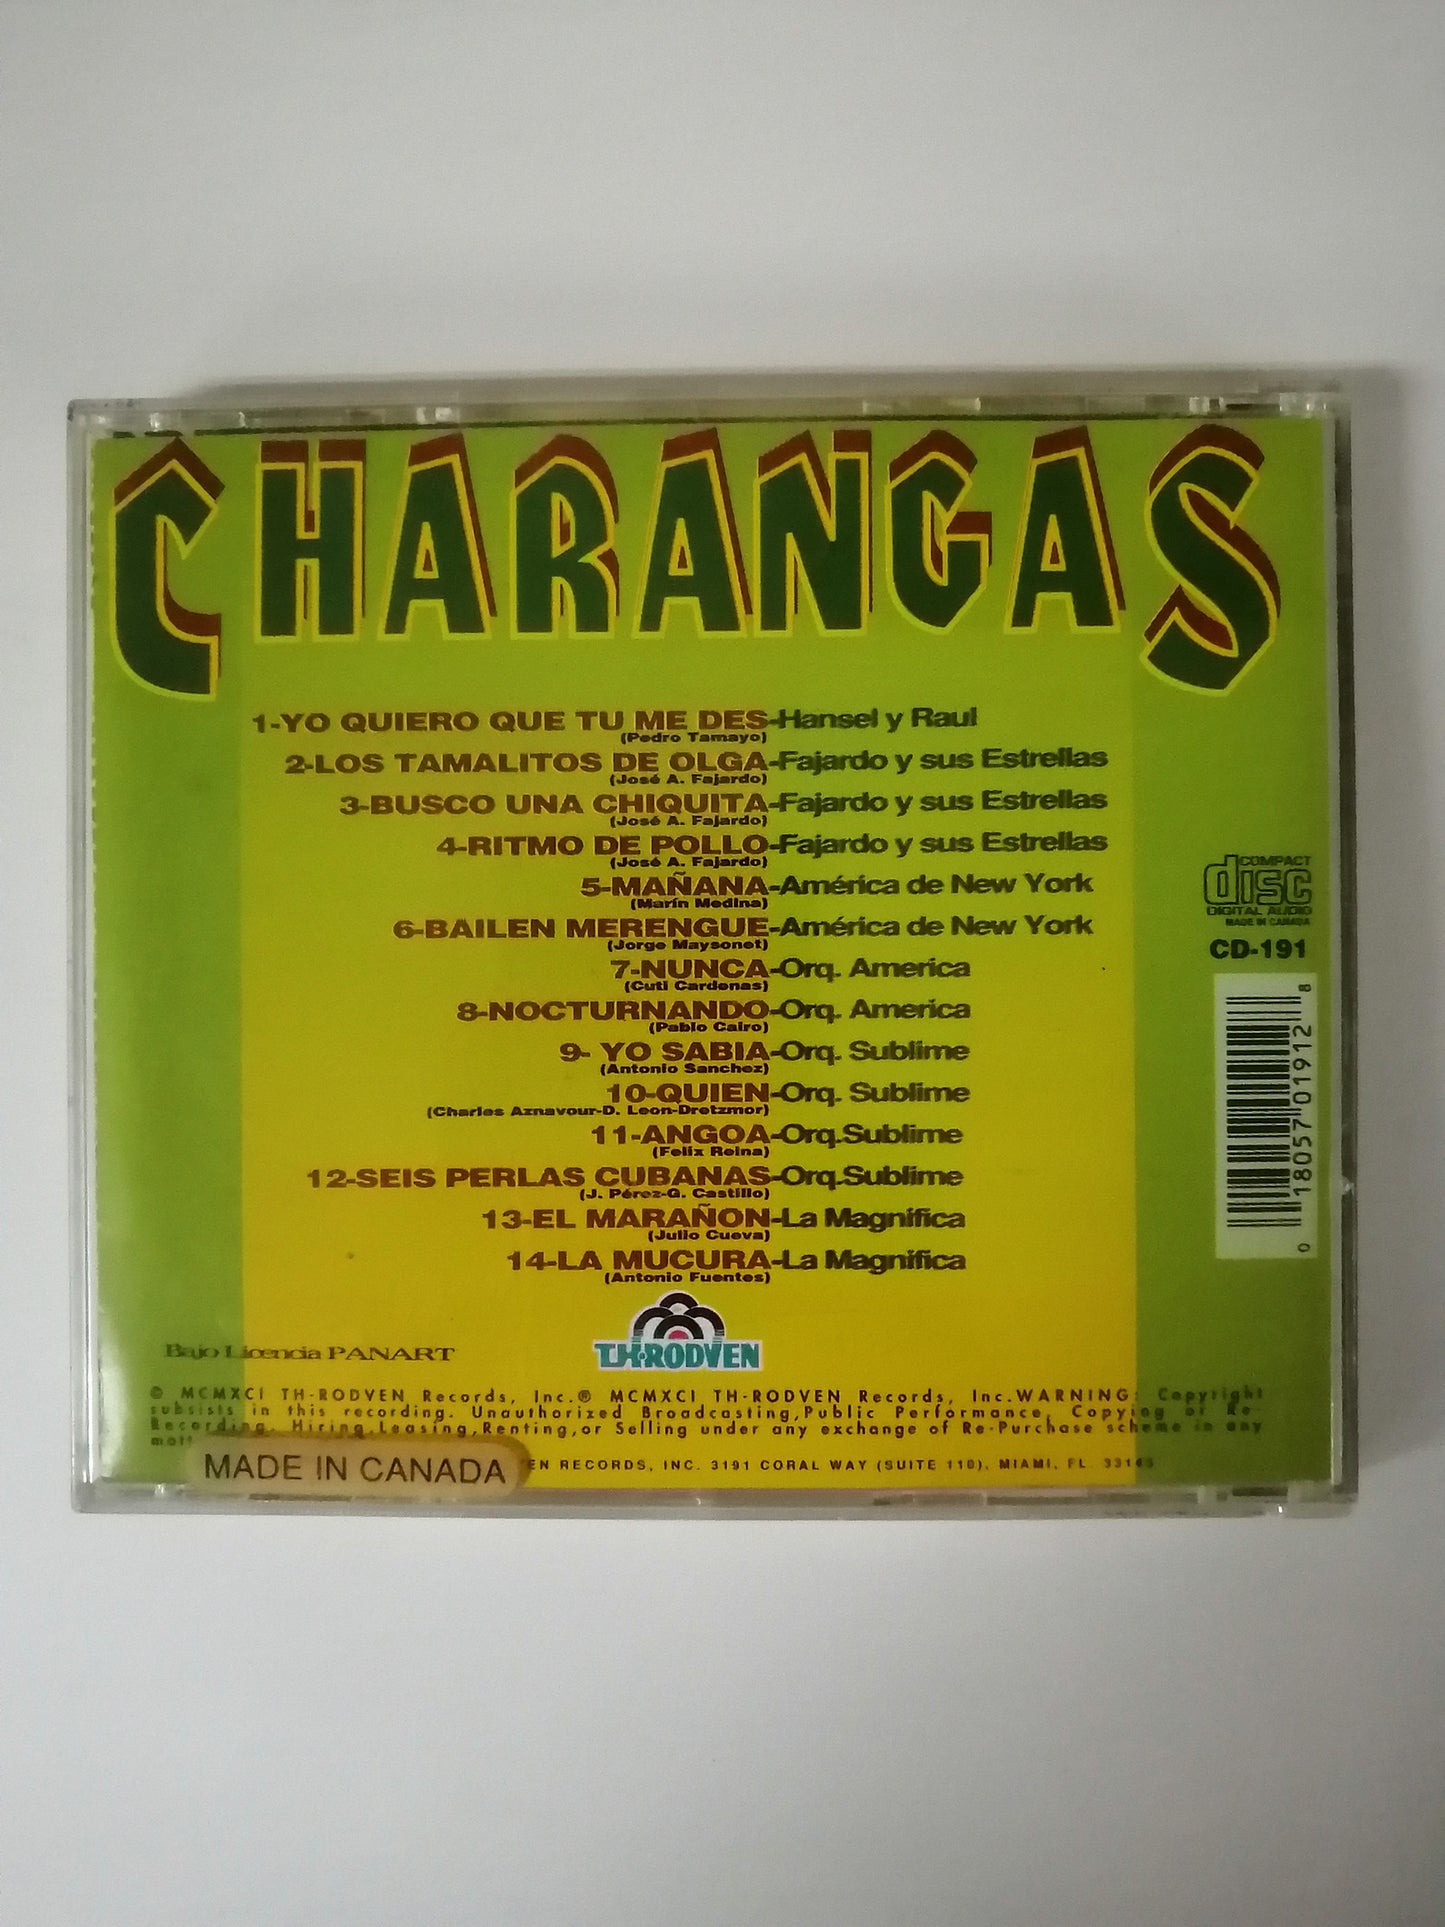 CHARANGAS
1-YO QUIERO QUE TU ME DES-Hansel y Raul
(Pedro Tamayo)
2-LOS TAMALITOS DE OLGA-Fajardo y sus Estrellas
(José A. Fajardo)
3-BUSCO UNA CHIQUITA-Fajardo y sus Estrellas
(José A. Fajardo)
4-RITMO DE POLLO-Fajardo y sus Estrellas
(José A. Fajardo)
5-MAÑANA-América de New York
(Marín Medina)
6-BAILEN MERENGUE-América de New York
(Jorge Maysonet)
7-NUNCA-Orq. America
(Cuti Cardenas)
8-NOCTURNANDO-Orq. America
(Pablo Cairo)
9- YO SABIA-Orq. Sublime
(Antonio Sanchez)
10-QUIEN-Orq. Sublime
(Charles Aznavour-D. Leon-Dretzmor)
11-ANGOA-Orq.Sublime
(Felix Reina)
12-SEIS PERLAS CUBANAS-Orq.Sublime
(J. Pérez-G. Castillo)
13-EL MARAÑON-La Magnífica
(Julio Cueva)
14-LA MUCURA-La Magnífica
(Antonio Fuentes)
COMPACT
disc
DIGITAL AUDIO
MADE IN CANADA
CD-191
0 18057 01912 8
Bajo Licencia PANART
T.H-RODVEN
© MCMXCI TH-RODVEN Records, Inc.® MCMXCI TH-RODVEN Records, Inc.WARNING: Copyright
subsists in this recording. Unauthorized Broadcasting,Public Performance, Copying or Re-
Recording, Hiring,Leasing,Renting,or Selling under any exchange of Re-Purchase scheme in any
MADE IN CANADA
EN RECORDS, INC. 3191 CORAL WAY (SUITE 110), MIAMI, FL. 33145